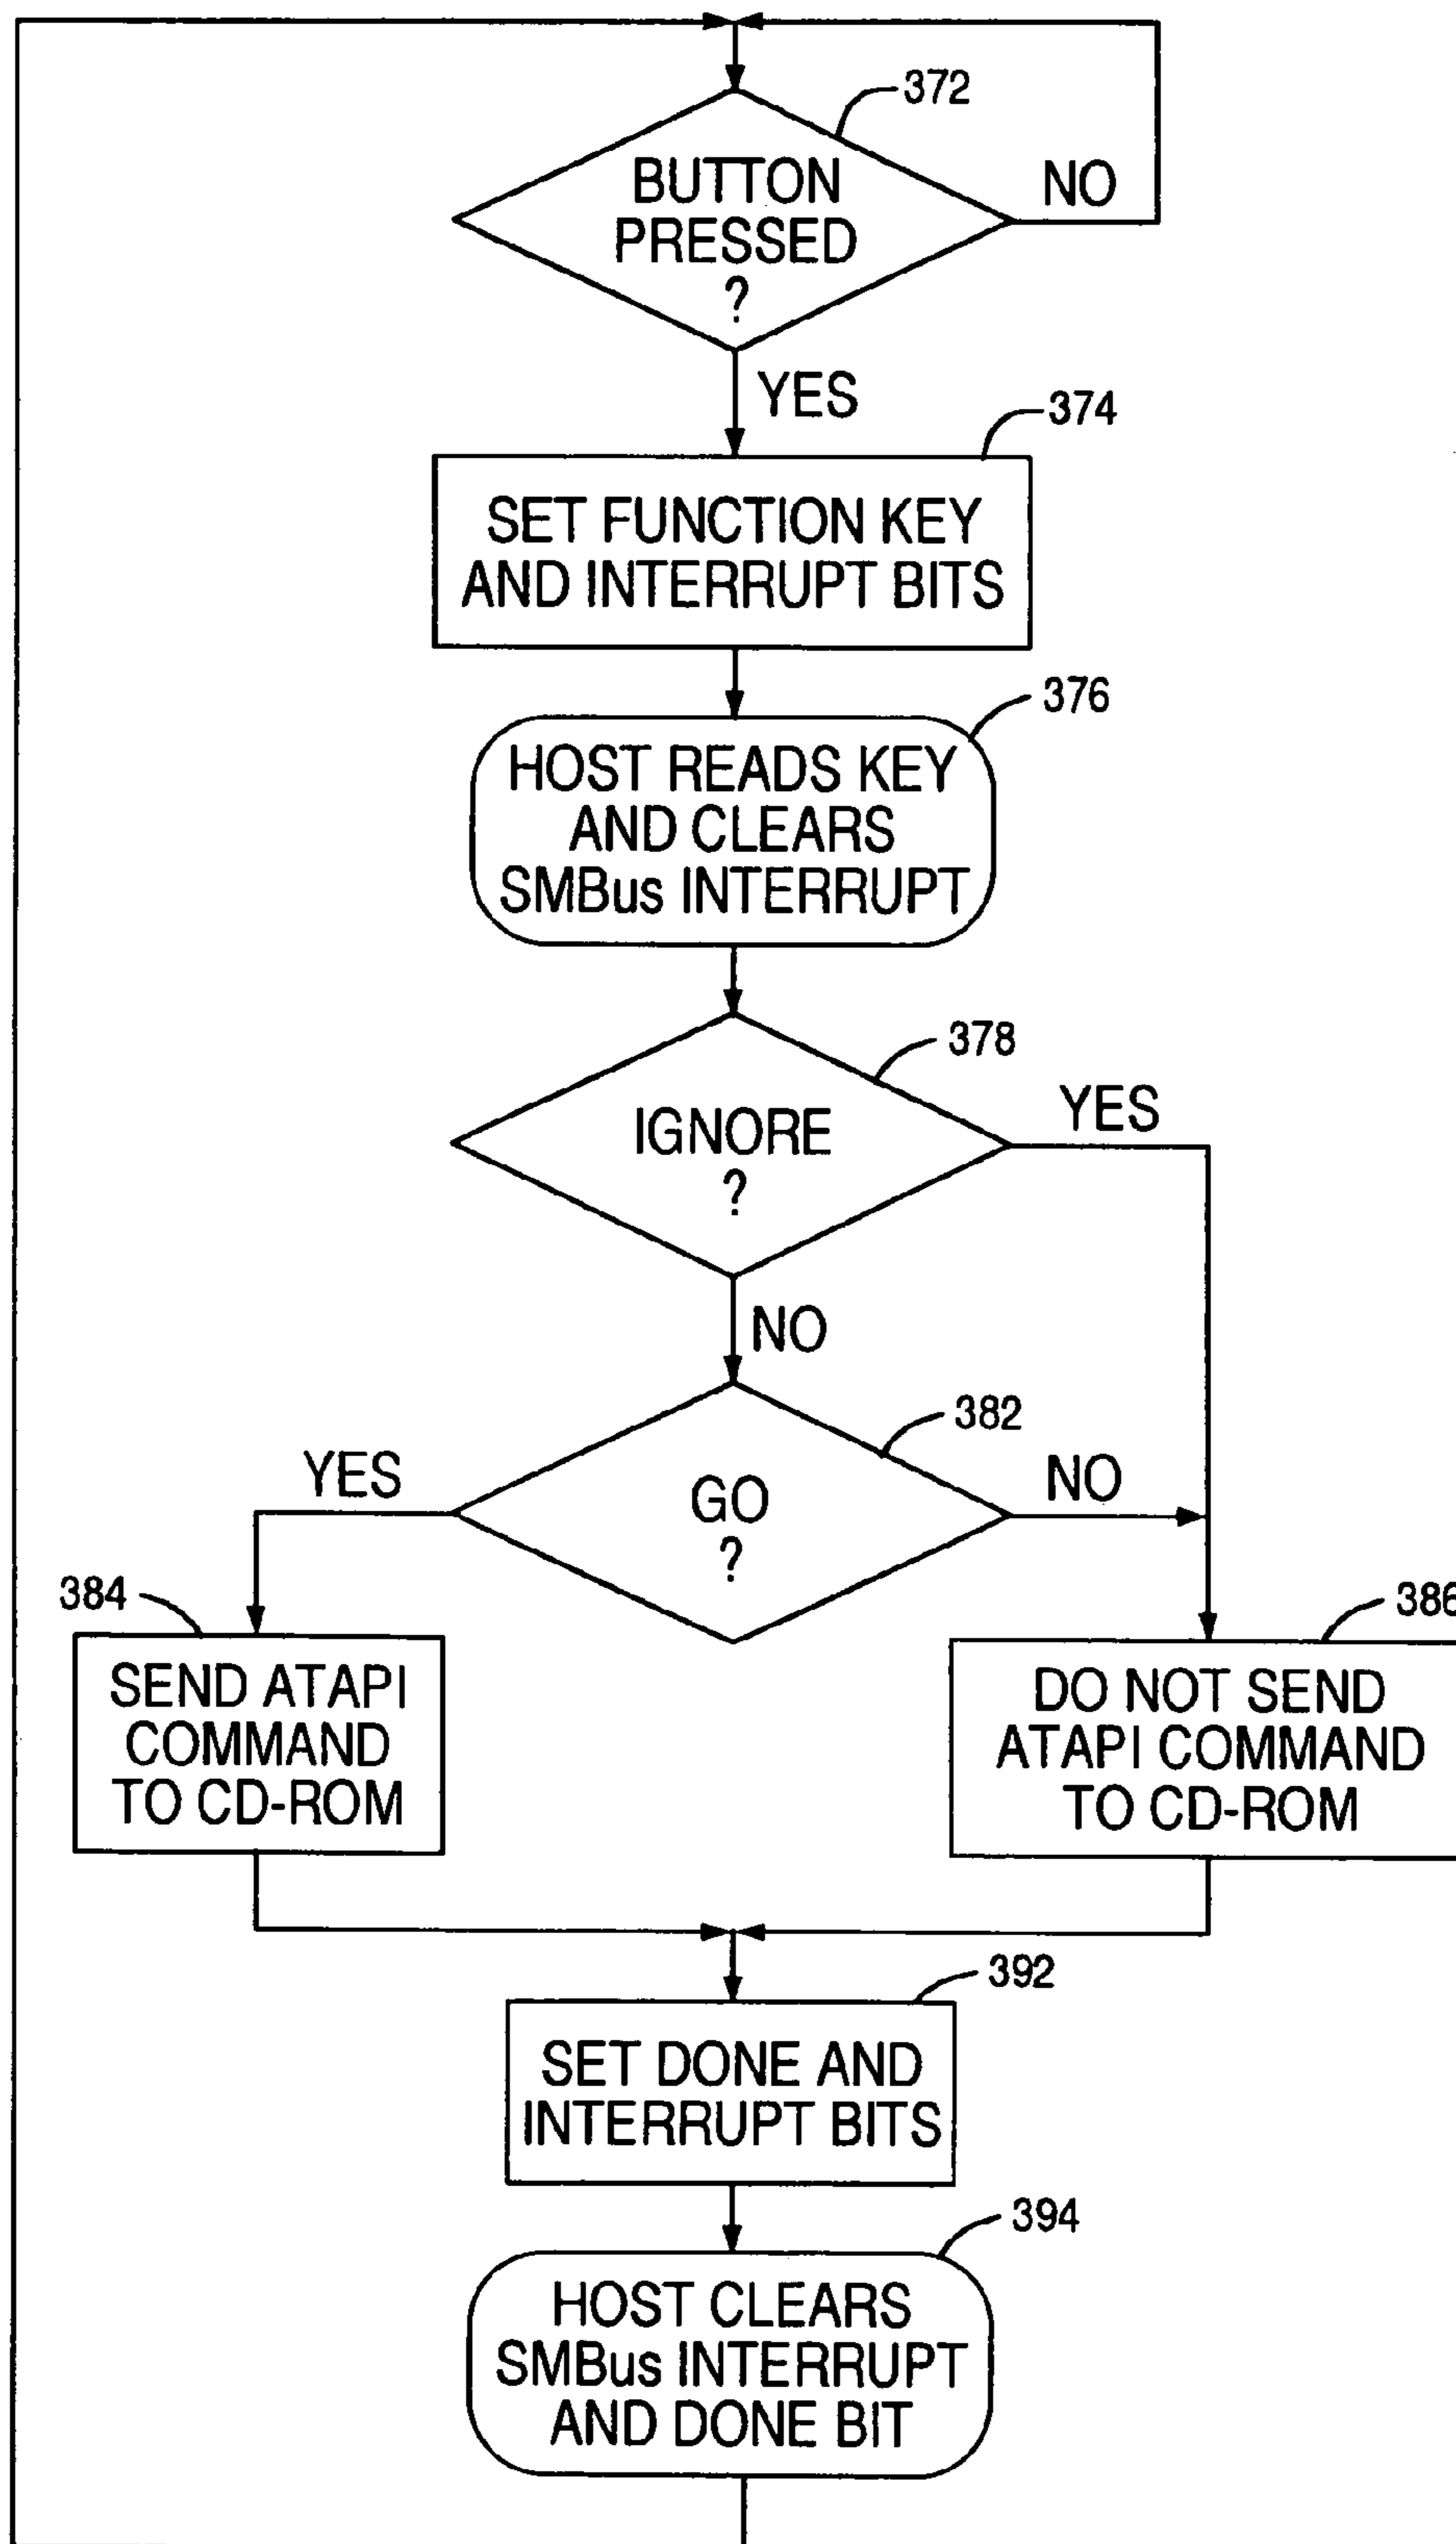 372
BUTTON
PRESSED
?
NO
YES
374
SET FUNCTION KEY
AND INTERRUPT BITS
376
HOST READS KEY
AND CLEARS
SMBus INTERRUPT
378
IGNORE
?
YES
NO
382
GO
?
YES
NO
384
SEND ATAPI
COMMAND
TO CD-ROM
386
DO NOT SEND
ATAPI COMMAND
TO CD-ROM
392
SET DONE AND
INTERRUPT BITS
394
HOST CLEARS
SMBus INTERRUPT
AND DONE BIT